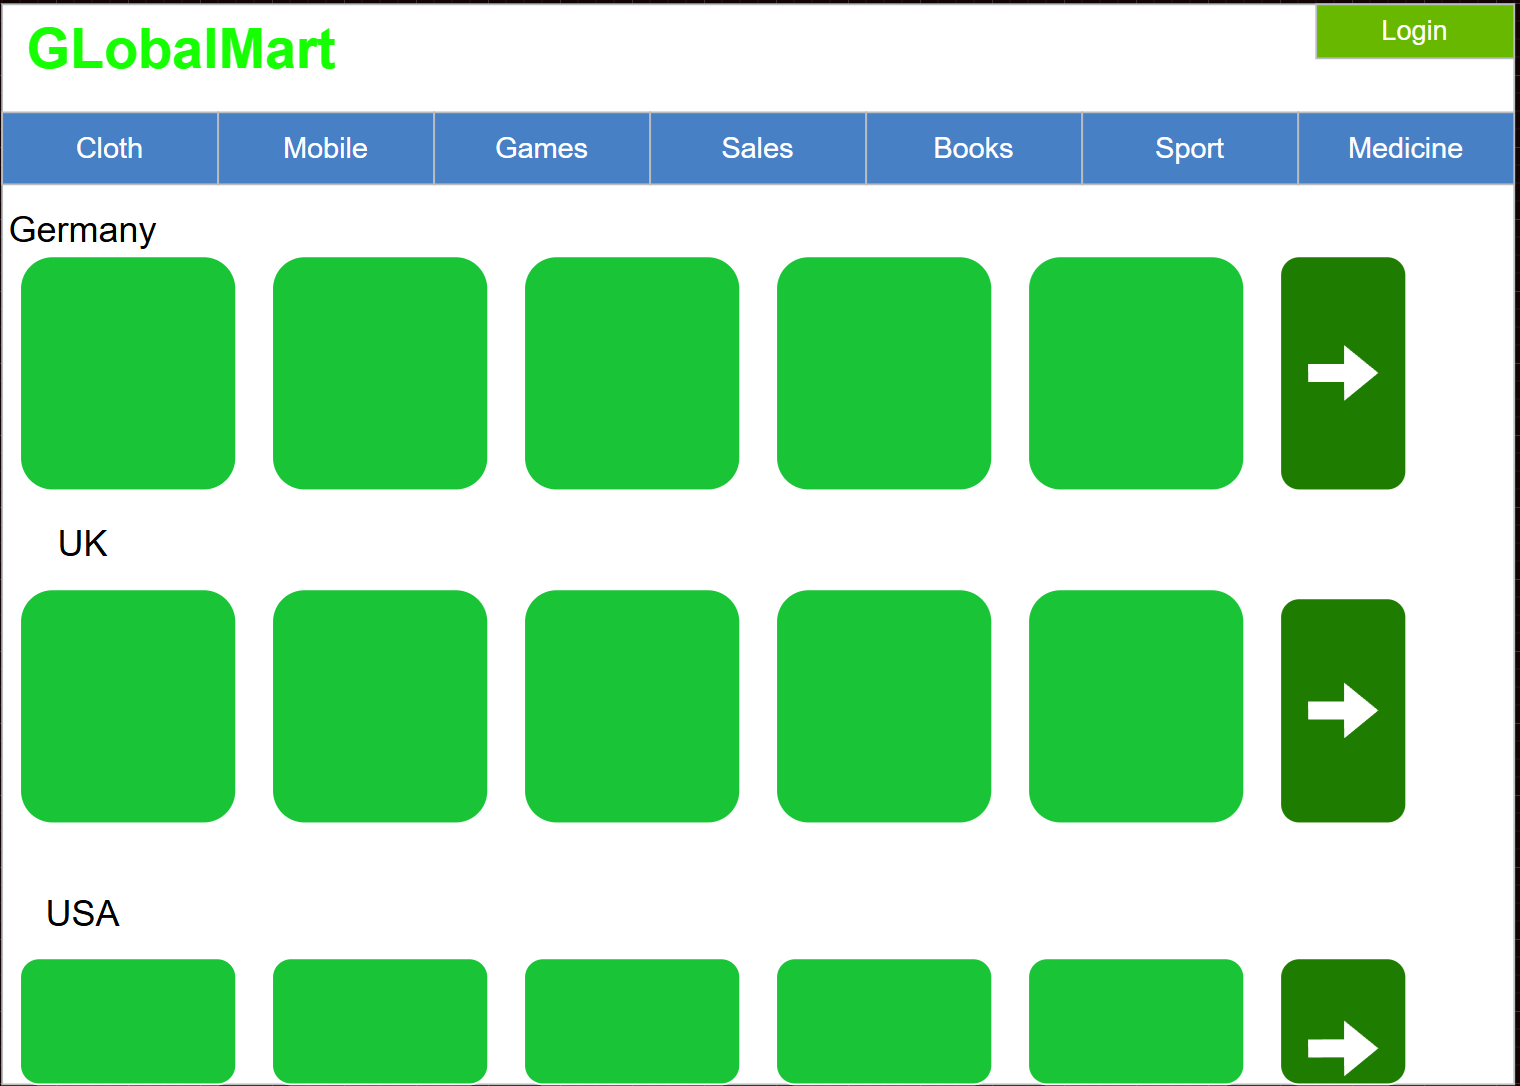 GLobalMart
Login
Cloth Mobile Games Sales Books Sport Medicine
Germany
UK
USA